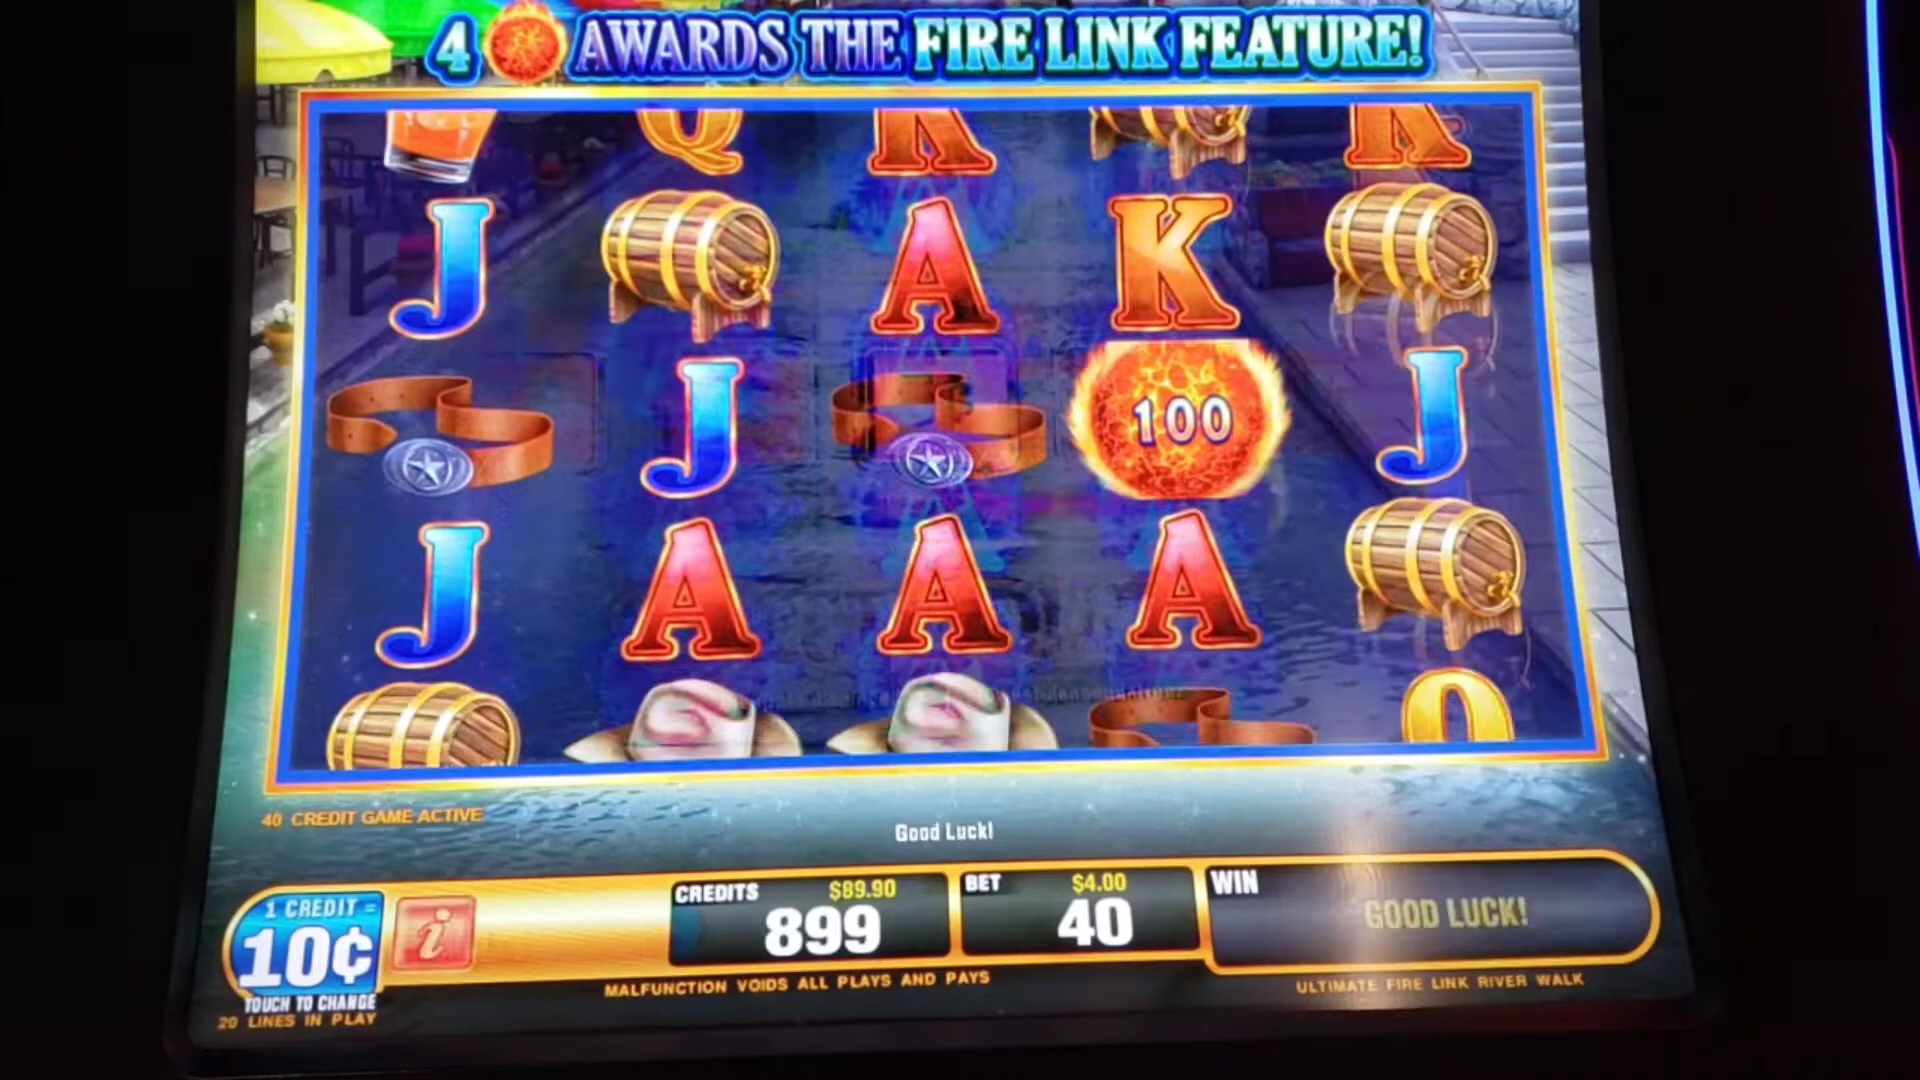 4 AWARDS THE FIRE LINK FEATURE!
Q K K
J A K
J 100 J
J A A A
Q
40 CREDIT GAME ACTIVE
Good Luck!
1 CREDIT =
10¢
TOUCH TO CHANGE
20 LINES IN PLAY
i
CREDITS $89.90
899
BET $4.00
40
WIN
GOOD LUCK!
MALFUNCTION VOIDS ALL PLAYS AND PAYS
ULTIMATE FIRE LINK RIVER WALK